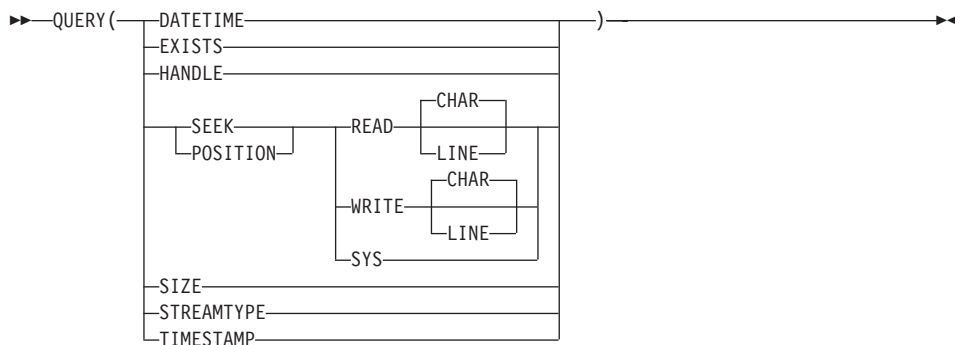 QUERY( DATETIME )
EXISTS
HANDLE
CHAR
SEEK READ
POSITION LINE
CHAR
WRITE
LINE
SYS
SIZE
STREAMTYPE
TIMESTAMP